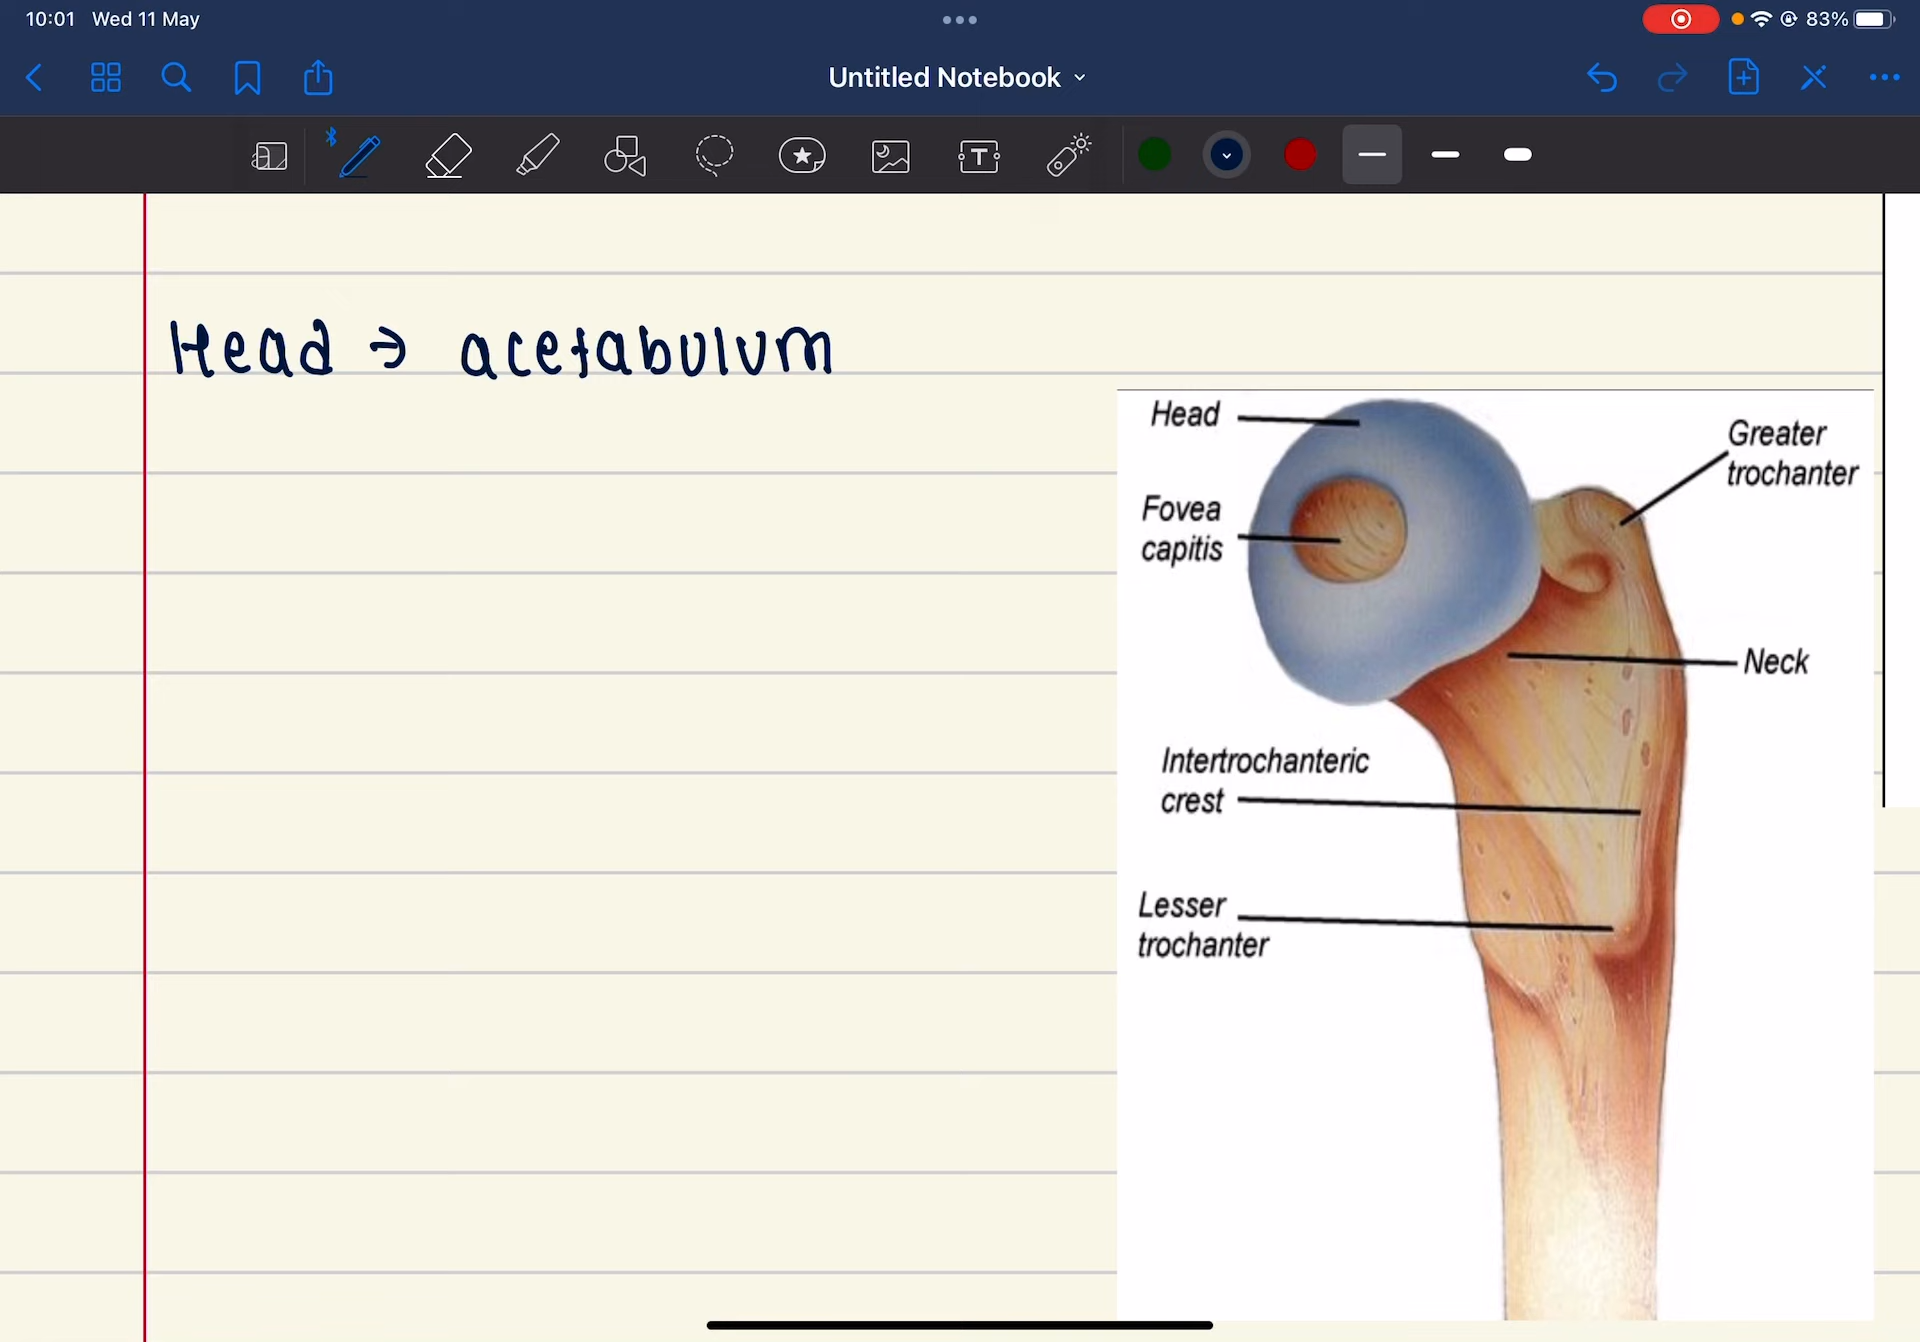 10:01 Wed 11 May
83%
Untitled Notebook
T
Head → acetabulum
Head
Greater
trochanter
Fovea
capitis
Neck
Intertrochanteric
crest
Lesser
trochanter